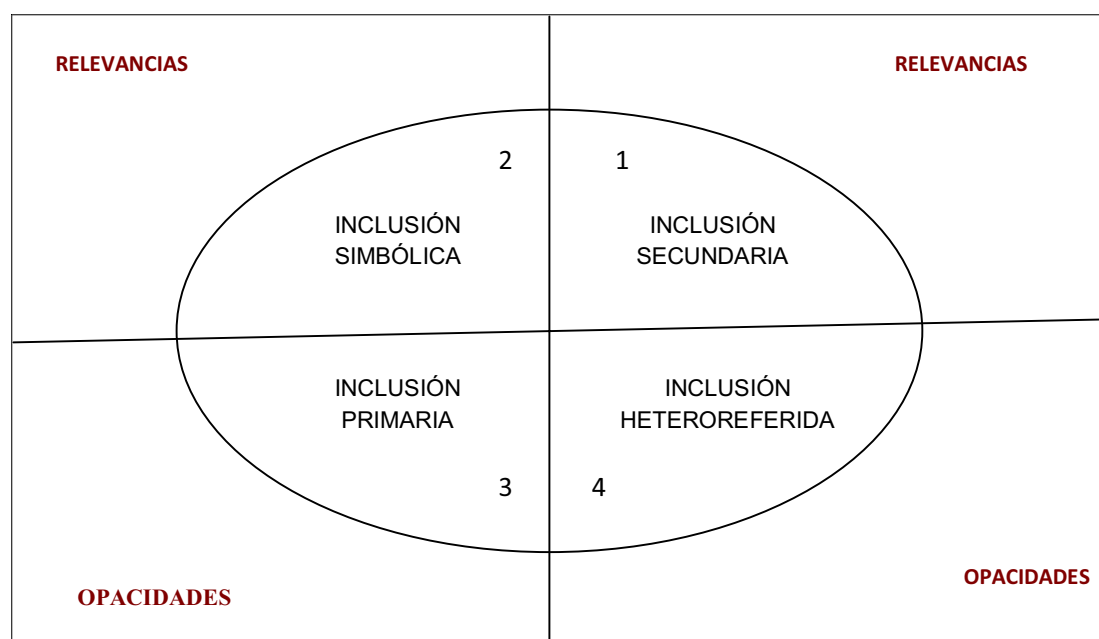 RELEVANCIAS
RELEVANCIAS
2
1
INCLUSIÓN
SIMBÓLICA
INCLUSIÓN
SECUNDARIA
INCLUSIÓN
PRIMARIA
INCLUSIÓN
HETEROREFERIDA
3
4
OPACIDADES
OPACIDADES